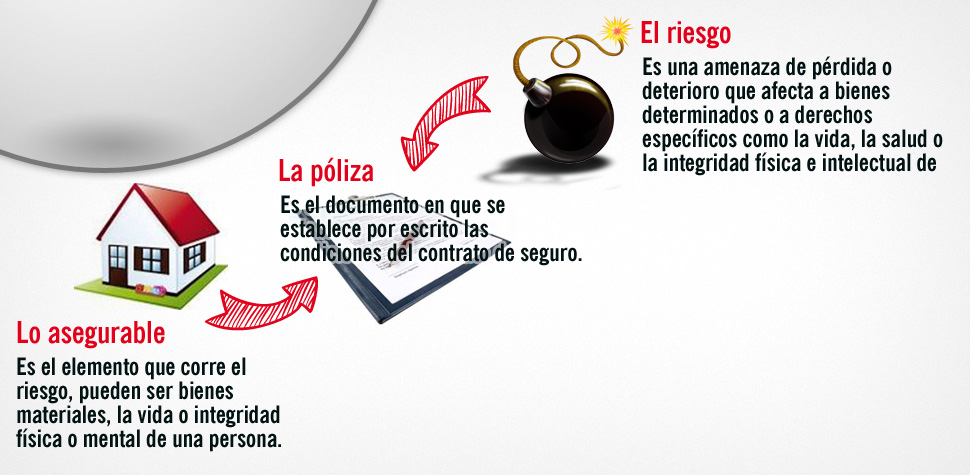 El riesgo
Es una amenaza de pérdida o
deterioro que afecta a bienes
determinados o a derechos
específicos como la vida, la salud o
la integridad física e intelectual de
La póliza
Es el documento en que se
establece por escrito las
condiciones del contrato de seguro.
Lo asegurable
Es el elemento que corre el
riesgo, pueden ser bienes
materiales, la vida o integridad
física o mental de una persona.